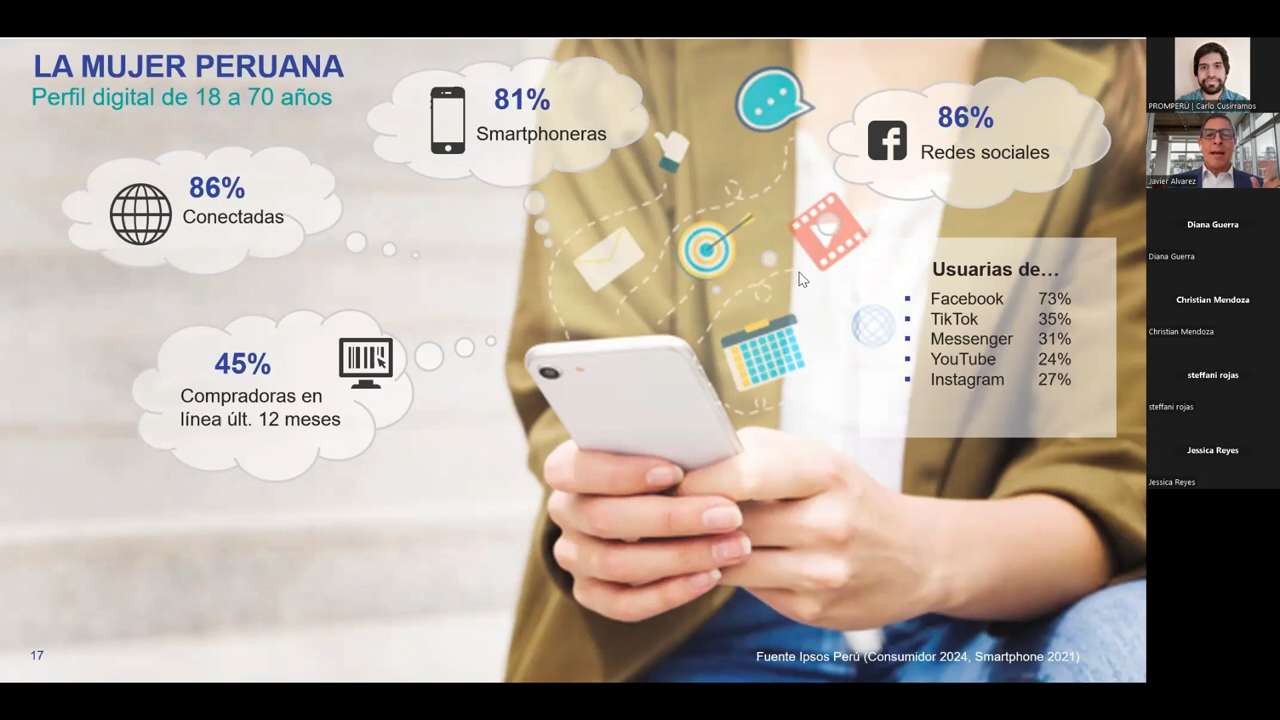 LA MUJER PERUANA
Perfil digital de 18 a 70 años
81%
Smartphoneras
86%
Redes sociales
86%
Conectadas
45%
Compradoras en
línea últ. 12 meses
Usuarias de...
Facebook 73%
TikTok 35%
Messenger 31%
YouTube 24%
Instagram 27%
17
Fuente Ipsos Perú (Consumidor 2024, Smartphone 2021)
PROMPERÚ | Carlo Cusirramos
Javier Alvarez
Diana Guerra
Diana Guerra
Christian Mendoza
Christian Mendoza
steffani rojas
steffani rojas
Jessica Reyes
Jessica Reyes